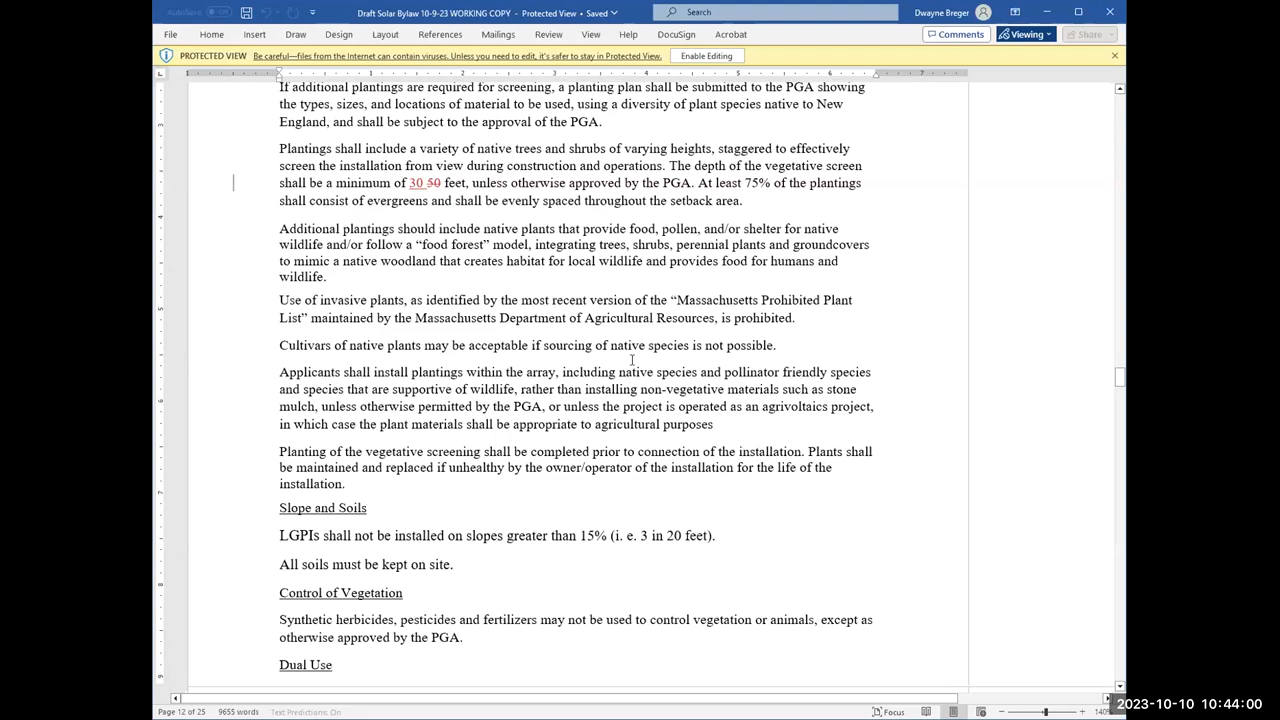 AutoSave Off
Draft Solar Bylaw 10-9-23 WORKING COPY - Protected View • Saved
Search
Dwayne Breger
File Home Insert Draw Design Layout References Mailings Review View Help DocuSign Acrobat
Comments Viewing Share
PROTECTED VIEW Be careful—files from the Internet can contain viruses. Unless you need to edit, it's safer to stay in Protected View. Enable Editing
1 1 2 3 4 5 6 7
If additional plantings are required for screening, a planting plan shall be submitted to the PGA showing
the types, sizes, and locations of material to be used, using a diversity of plant species native to New
England, and shall be subject to the approval of the PGA.
Plantings shall include a variety of native trees and shrubs of varying heights, staggered to effectively
screen the installation from view during construction and operations. The depth of the vegetative screen
shall be a minimum of 30 50 feet, unless otherwise approved by the PGA. At least 75% of the plantings
shall consist of evergreens and shall be evenly spaced throughout the setback area.
Additional plantings should include native plants that provide food, pollen, and/or shelter for native
wildlife and/or follow a “food forest” model, integrating trees, shrubs, perennial plants and groundcovers
to mimic a native woodland that creates habitat for local wildlife and provides food for humans and
wildlife.
Use of invasive plants, as identified by the most recent version of the “Massachusetts Prohibited Plant
List” maintained by the Massachusetts Department of Agricultural Resources, is prohibited.
Cultivars of native plants may be acceptable if sourcing of native species is not possible.
Applicants shall install plantings within the array, including native species and pollinator friendly species
and species that are supportive of wildlife, rather than installing non-vegetative materials such as stone
mulch, unless otherwise permitted by the PGA, or unless the project is operated as an agrivoltaics project,
in which case the plant materials shall be appropriate to agricultural purposes
Planting of the vegetative screening shall be completed prior to connection of the installation. Plants shall
be maintained and replaced if unhealthy by the owner/operator of the installation for the life of the
installation.
Slope and Soils
LGPIs shall not be installed on slopes greater than 15% (i. e. 3 in 20 feet).
All soils must be kept on site.
Control of Vegetation
Synthetic herbicides, pesticides and fertilizers may not be used to control vegetation or animals, except as
otherwise approved by the PGA.
Dual Use
3
4
5
6
7
8
9
Page 12 of 25 9655 words Text Predictions: On Focus 140%
2023-10-10 10:44:00